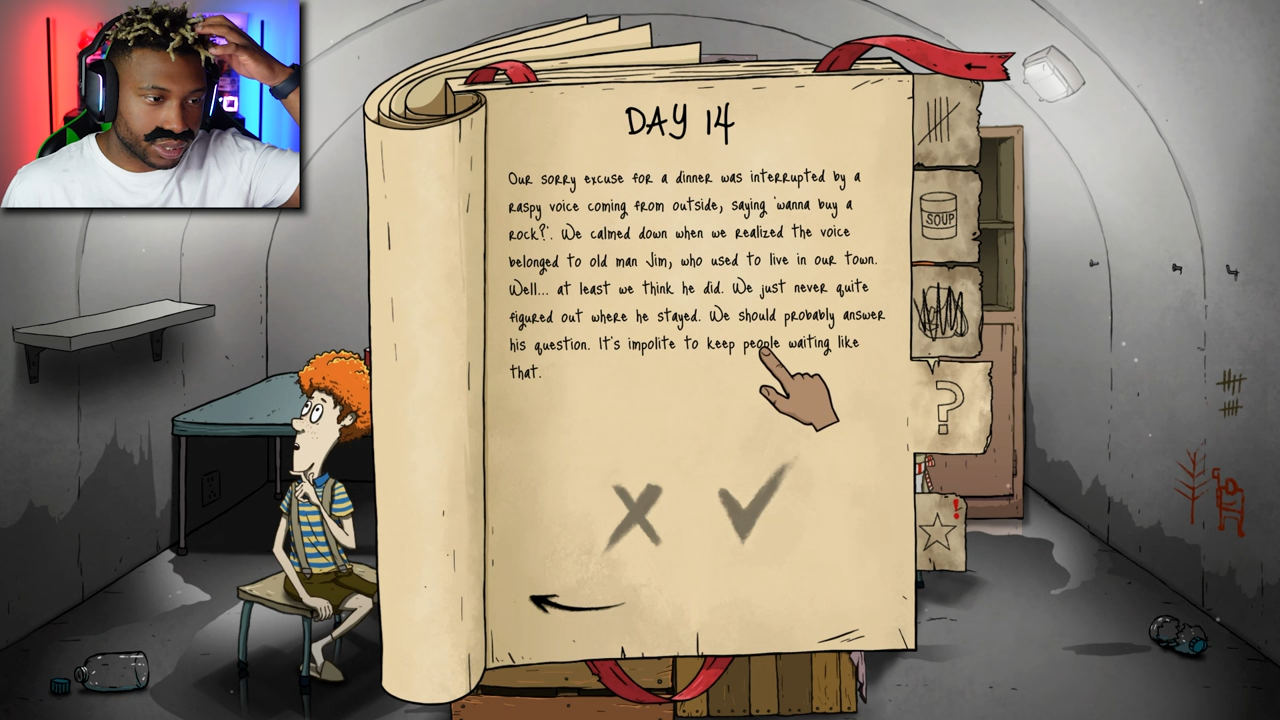 DAY 14
Our sorry excuse for a dinner was interrupted by a
raspy voice coming from outside, saying 'wanna buy a
rock?'. We calmed down when we realized the voice
belonged to old man Jim, who used to live in our town.
Well... at least we think he did. We just never quite
figured out where he stayed. We should probably answer
his question. It's impolite to keep people waiting like
that.
SOUP
?
!